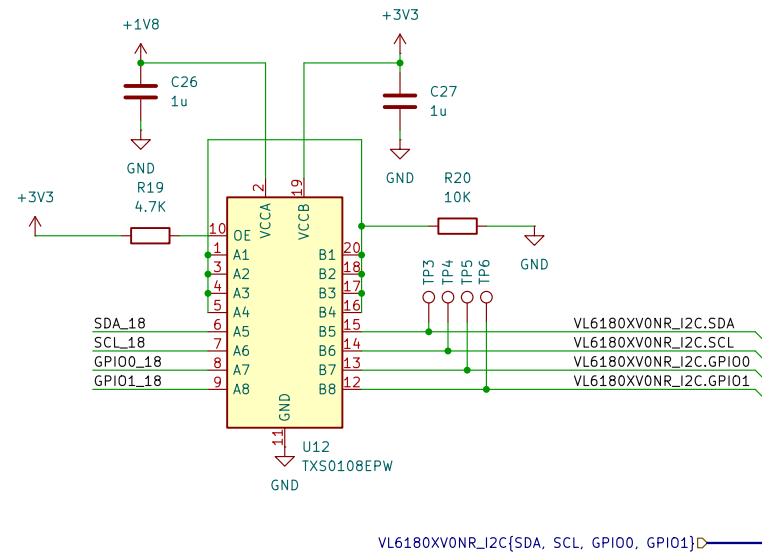 +1V8
+3V3
C26
1u
C27
1u
GND
GND
R19
4.7K
+3V3
R20
10K
GND
2
19
VCCA
VCCB
10
OE
1
A1
B1
20
3
A2
B2
18
4
A3
B3
17
5
A4
B4
16
TP3
TP4
TP5
TP6
SDA_18
6
A5
B5
15
VL6180XV0NR_I2C.SDA
SCL_18
7
A6
B6
14
VL6180XV0NR_I2C.SCL
GPIO0_18
8
A7
B7
13
VL6180XV0NR_I2C.GPIO0
GPIO1_18
9
A8
B8
12
VL6180XV0NR_I2C.GPIO1
GND
11
U12
TXS0108EPW
GND
VL6180XV0NR_I2C{SDA, SCL, GPIO0, GPIO1}